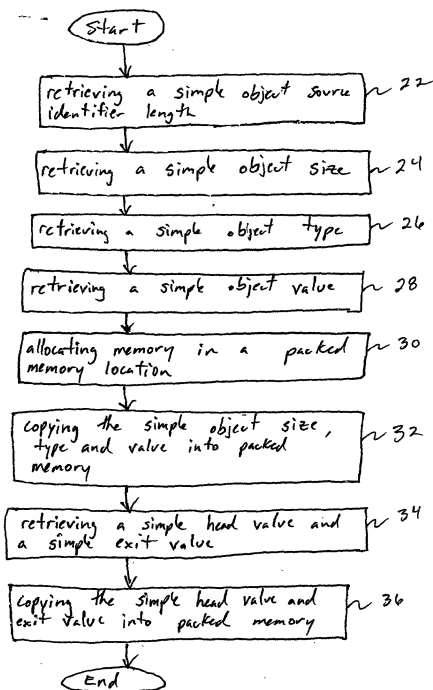 Start
retrieving a simple object source
identifier length
22
retrieving a simple object size
24
retrieving a simple object type
26
retrieving a simple object value
28
allocating memory in a packed
memory location
30
copying the simple object size,
type and value into packed
memory
32
retrieving a simple head value and
a simple exit value
34
copying the simple head value and
exit value into packed memory
36
End